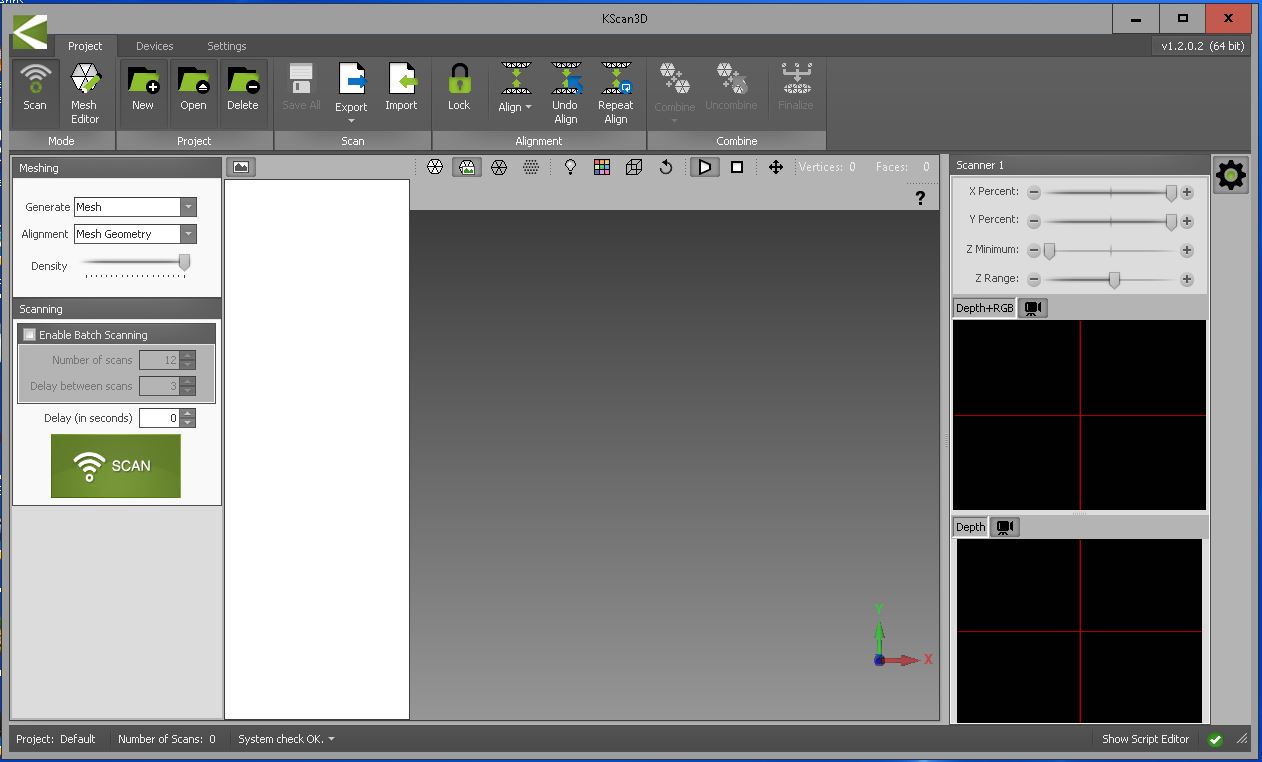 KScan3D
Project Devices Settings v1.2.0.2 (64 bit)
Scan Mesh Editor New Open Delete Save All Export Import Lock Align Undo Align Repeat Align Combine Uncombine Finalize
Mode Project Scan Alignment Combine
Meshing
Vertices: 0 Faces: 0
Scanner 1
?
Generate Mesh
Alignment Mesh Geometry
Density
Scanning
Enable Batch Scanning
Number of scans 12
Delay between scans 3
Delay (in seconds) 0
SCAN
X Percent:
Y Percent:
Z Minimum:
Z Range:
Depth+RGB
Depth
Y
X
Project: Default Number of Scans: 0 System check OK. Show Script Editor